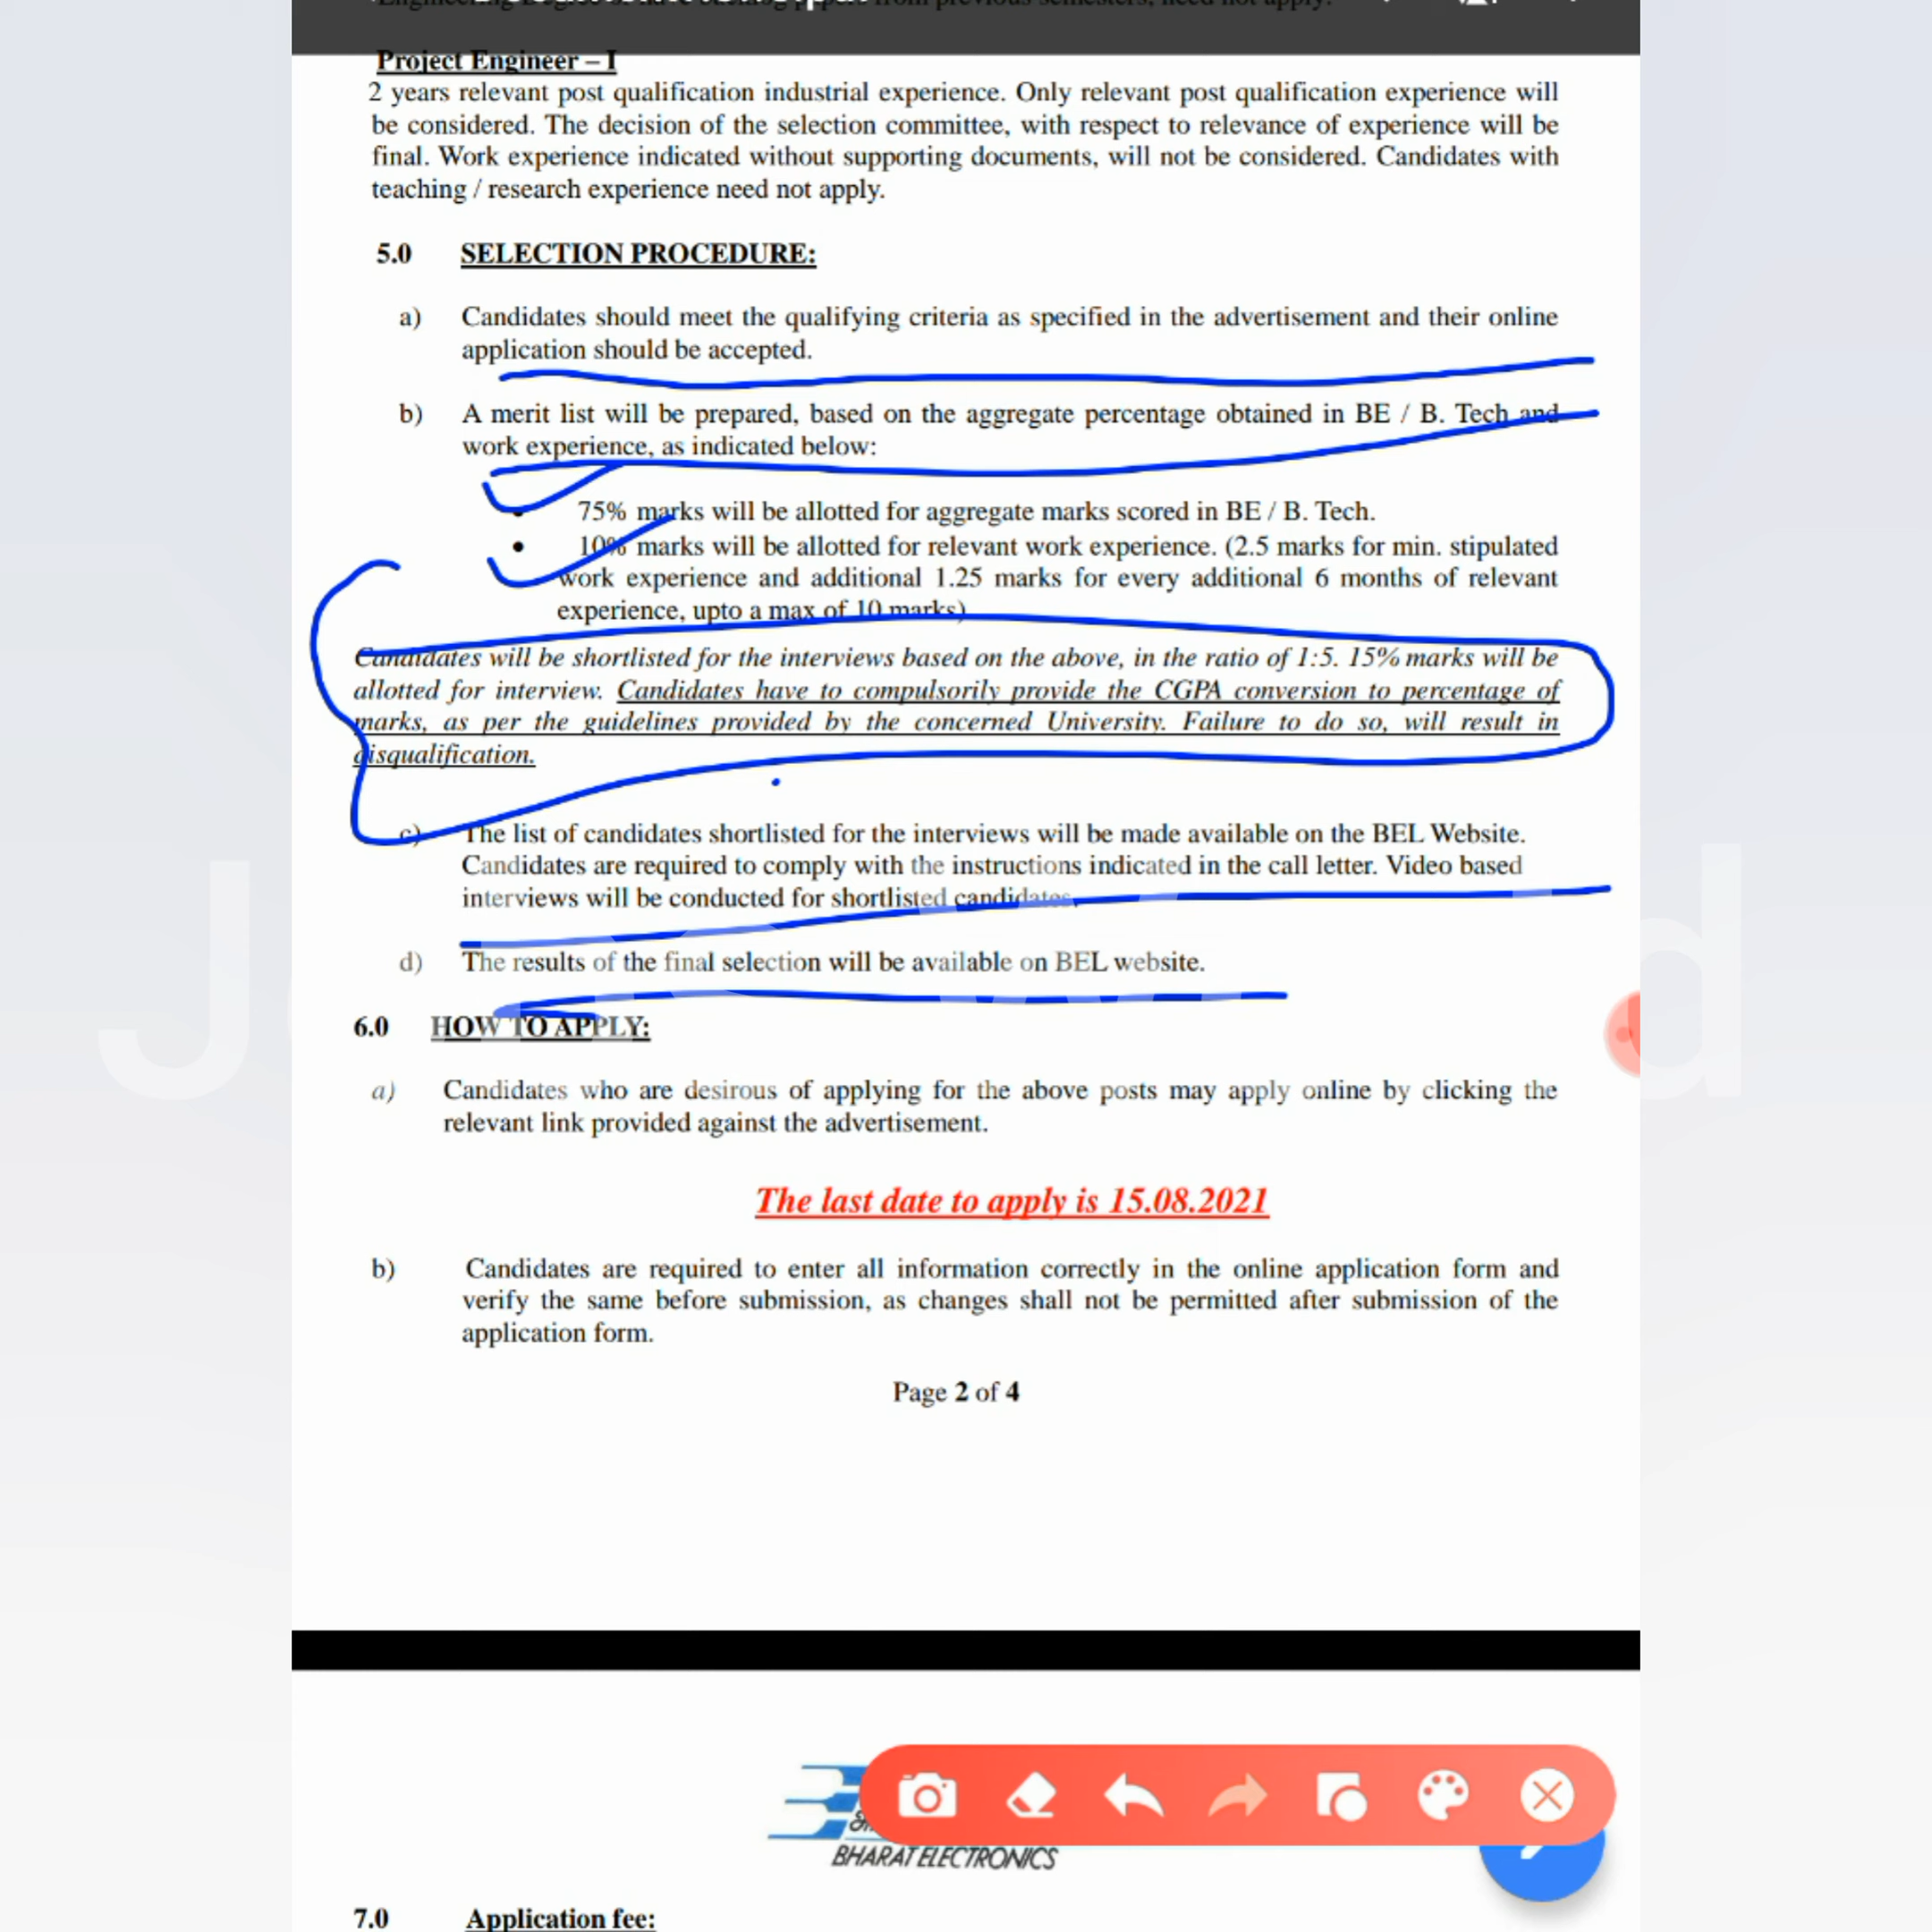 Project Engineer – I
2 years relevant post qualification industrial experience. Only relevant post qualification experience will
be considered. The decision of the selection committee, with respect to relevance of experience will be
final. Work experience indicated without supporting documents, will not be considered. Candidates with
teaching / research experience need not apply.
5.0 SELECTION PROCEDURE:
a) Candidates should meet the qualifying criteria as specified in the advertisement and their online
application should be accepted.
b) A merit list will be prepared, based on the aggregate percentage obtained in BE / B. Tech and
work experience, as indicated below:
• 75% marks will be allotted for aggregate marks scored in BE / B. Tech.
• 10% marks will be allotted for relevant work experience. (2.5 marks for min. stipulated
work experience and additional 1.25 marks for every additional 6 months of relevant
experience, upto a max of 10 marks)
Candidates will be shortlisted for the interviews based on the above, in the ratio of 1:5. 15% marks will be
allotted for interview. Candidates have to compulsorily provide the CGPA conversion to percentage of
marks, as per the guidelines provided by the concerned University. Failure to do so, will result in
disqualification.
c) The list of candidates shortlisted for the interviews will be made available on the BEL Website.
Candidates are required to comply with the instructions indicated in the call letter. Video based
interviews will be conducted for shortlisted candidates.
d) The results of the final selection will be available on BEL website.
6.0 HOW TO APPLY:
a) Candidates who are desirous of applying for the above posts may apply online by clicking the
relevant link provided against the advertisement.
The last date to apply is 15.08.2021
b) Candidates are required to enter all information correctly in the online application form and
verify the same before submission, as changes shall not be permitted after submission of the
application form.
Page 2 of 4
BHARAT ELECTRONICS
7.0 Application fee: